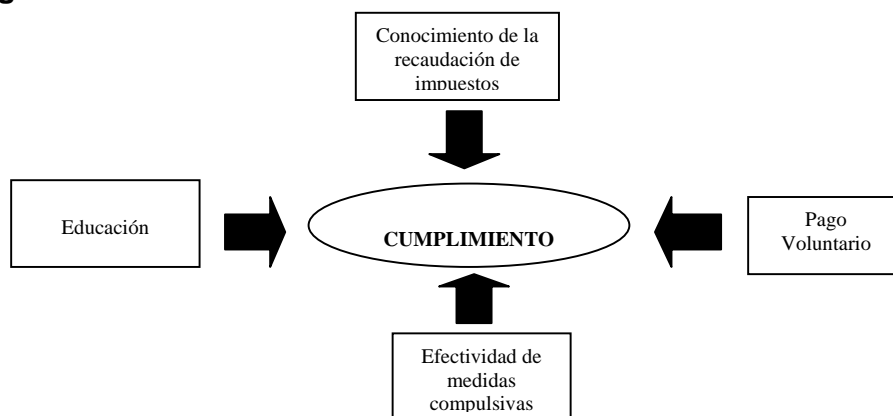 Conocimiento de la
recaudación de
impuestos
Educación
CUMPLIMIENTO
Pago
Voluntario
Efectividad de
medidas
compulsivas